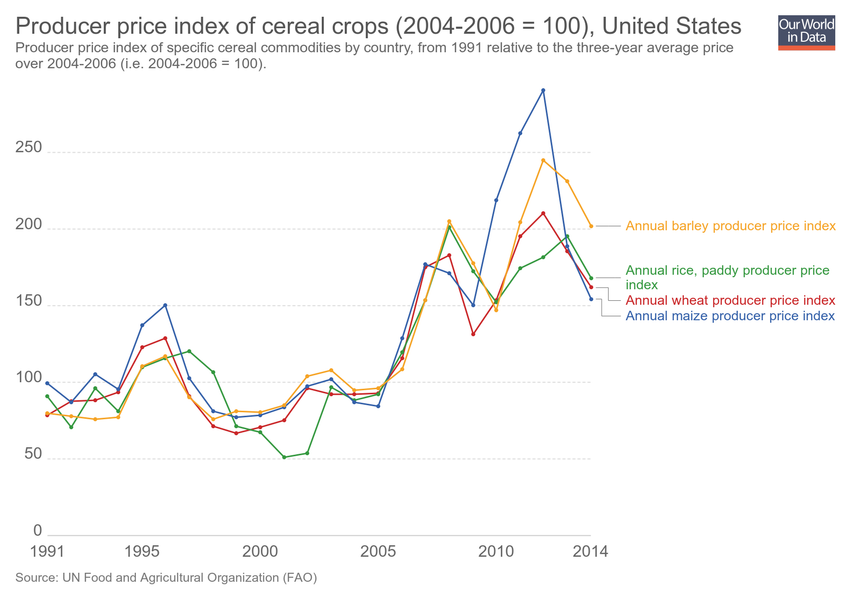 Producer price index of cereal crops (2004-2006 = 100), United States
Our World
in Data
Producer price index of specific cereal commodities by country, from 1991 relative to the three-year average price
over 2004-2006 (i.e. 2004-2006 = 100).
250
200
150
100
50
0
Annual barley producer price index
Annual rice, paddy producer price
index
Annual wheat producer price index
Annual maize producer price index
1991
1995
2000
2005
2010
2014
Source: UN Food and Agricultural Organization (FAO)